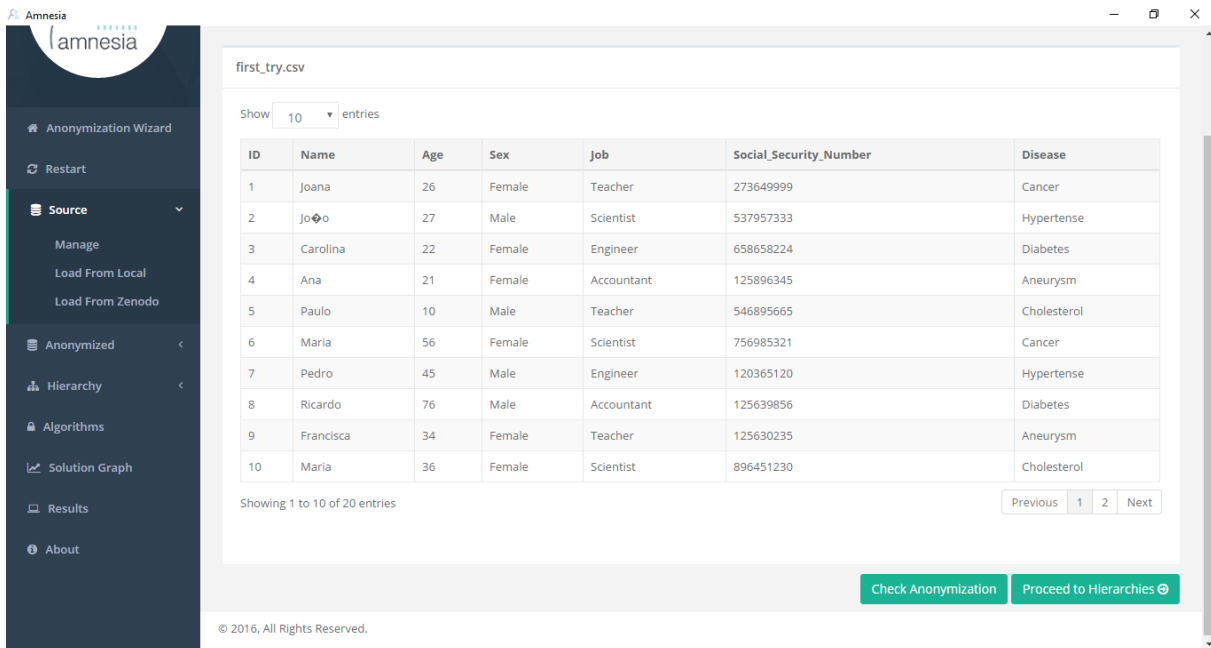 Amnesia
amnesia
Anonymization Wizard
Restart
Source
Manage
Load From Local
Load From Zenodo
Anonymized
Hierarchy
Algorithms
Solution Graph
Results
About
first_try.csv
Show 10 entries
ID Name Age Sex Job Social_Security_Number Disease
1 Joana 26 Female Teacher 273649999 Cancer
2 Jo�o 27 Male Scientist 537957333 Hypertense
3 Carolina 22 Female Engineer 658658224 Diabetes
4 Ana 21 Female Accountant 125896345 Aneurysm
5 Paulo 10 Male Teacher 546895665 Cholesterol
6 Maria 56 Female Scientist 756985321 Cancer
7 Pedro 45 Male Engineer 120365120 Hypertense
8 Ricardo 76 Male Accountant 125639856 Diabetes
9 Francisca 34 Female Teacher 125630235 Aneurysm
10 Maria 36 Female Scientist 896451230 Cholesterol
Showing 1 to 10 of 20 entries
Previous 1 2 Next
Check Anonymization Proceed to Hierarchies
© 2016, All Rights Reserved.